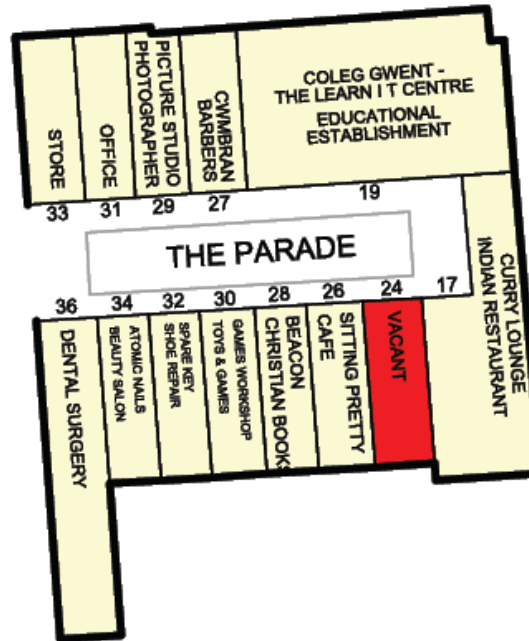 STORE
OFFICE
PICTURE STUDIO
PHOTOGRAPHER
CWMBRAN
BARBERS
COLEG GWENT -
THE LEARN I T CENTRE
EDUCATIONAL
ESTABLISHMENT
33
31
29
27
19
THE PARADE
CURRY LOUNGE
INDIAN RESTAURANT
36
34
32
30
28
26
24
17
DENTAL SURGERY
ATOMIC NAILS
BEAUTY SALON
SPARE KEY
SHOE REPAIR
GAMES WORKSHOP
TOYS & GAMES
BEACON
CHRISTIAN BOOKS
SITTING PRETTY
CAFE
VACANT